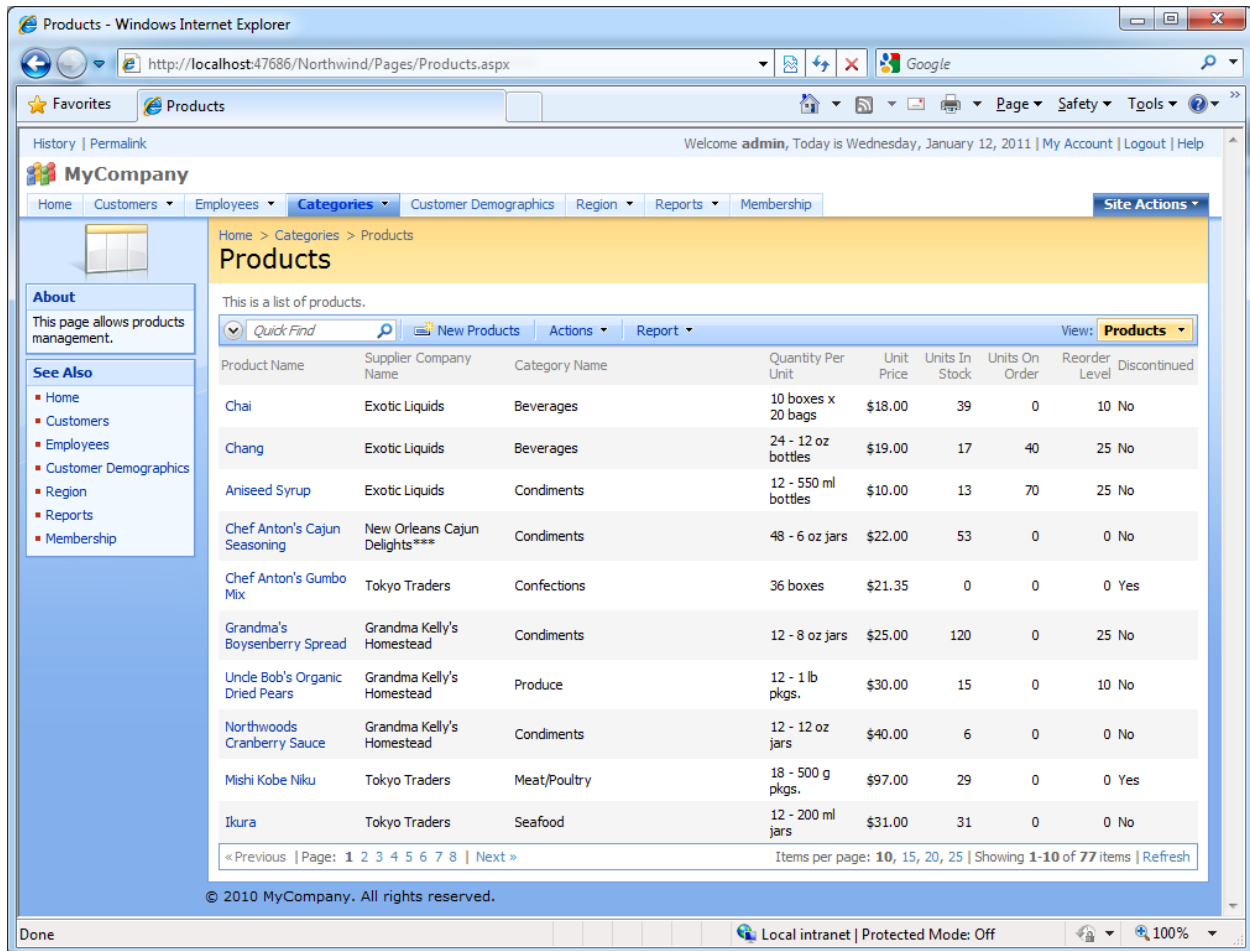 Products - Windows Internet Explorer
http://localhost:47686/Northwind/Pages/Products.aspx
Google
Favorites
Products
Page
Safety
Tools
»
History | Permalink
Welcome admin, Today is Wednesday, January 12, 2011 | My Account | Logout | Help
MyCompany
Home Customers Employees Categories Customer Demographics Region Reports Membership Site Actions
Home > Categories > Products
Products
About
This page allows products
management.
See Also
Home
Customers
Employees
Customer Demographics
Region
Reports
Membership
This is a list of products.
Quick Find New Products Actions Report View: Products
Product Name Supplier Company Name Category Name Quantity Per Unit Unit Price Units In Stock Units On Order Reorder Level Discontinued
Chai Exotic Liquids Beverages 10 boxes x 20 bags $18.00 39 0 10 No
Chang Exotic Liquids Beverages 24 - 12 oz bottles $19.00 17 40 25 No
Aniseed Syrup Exotic Liquids Condiments 12 - 550 ml bottles $10.00 13 70 25 No
Chef Anton's Cajun Seasoning New Orleans Cajun Delights*** Condiments 48 - 6 oz jars $22.00 53 0 0 No
Chef Anton's Gumbo Mix Tokyo Traders Confections 36 boxes $21.35 0 0 0 Yes
Grandma's Boysenberry Spread Grandma Kelly's Homestead Condiments 12 - 8 oz jars $25.00 120 0 25 No
Uncle Bob's Organic Dried Pears Grandma Kelly's Homestead Produce 12 - 1 lb pkgs. $30.00 15 0 10 No
Northwoods Cranberry Sauce Grandma Kelly's Homestead Condiments 12 - 12 oz jars $40.00 6 0 0 No
Mishi Kobe Niku Tokyo Traders Meat/Poultry 18 - 500 g pkgs. $97.00 29 0 0 Yes
Ikura Tokyo Traders Seafood 12 - 200 ml jars $31.00 31 0 0 No
« Previous | Page: 1 2 3 4 5 6 7 8 | Next »
Items per page: 10, 15, 20, 25 | Showing 1-10 of 77 items | Refresh
© 2010 MyCompany. All rights reserved.
Done
Local intranet | Protected Mode: Off
100%